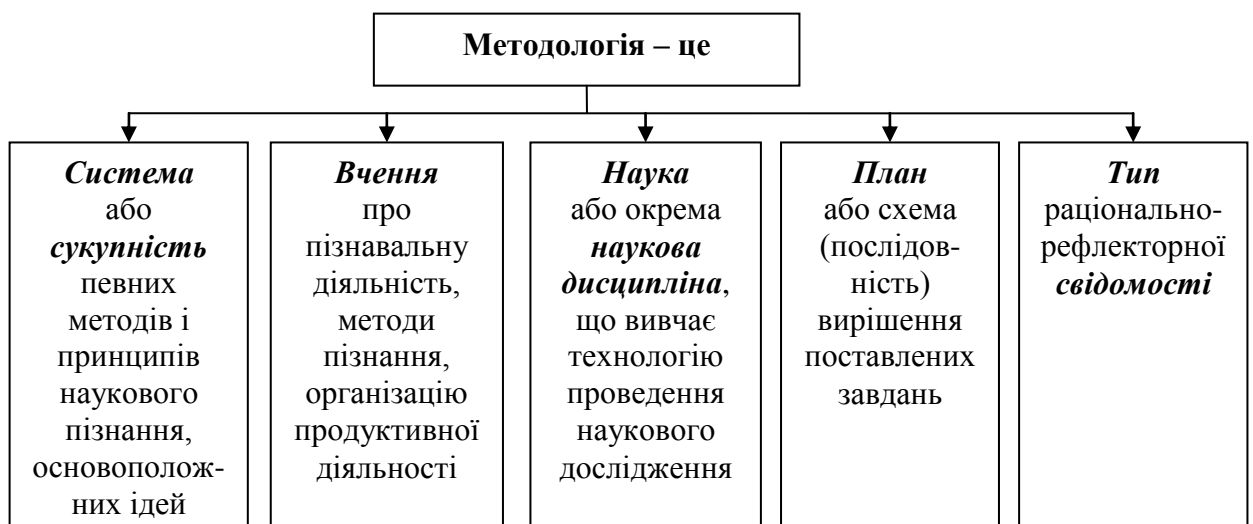 Методологія – це
Система
або
сукупність
певних
методів і
принципів
наукового
пізнання,
основополож-
них ідей
Вчення
про
пізнавальну
діяльність,
методи
пізнання,
організацію
продуктивної
діяльності
Наука
або окрема
наукова
дисципліна,
що вивчає
технологію
проведення
наукового
дослідження
План
або схема
(послідов-
ність)
вирішення
поставлених
завдань
Тип
раціонально-
рефлекторної
свідомості